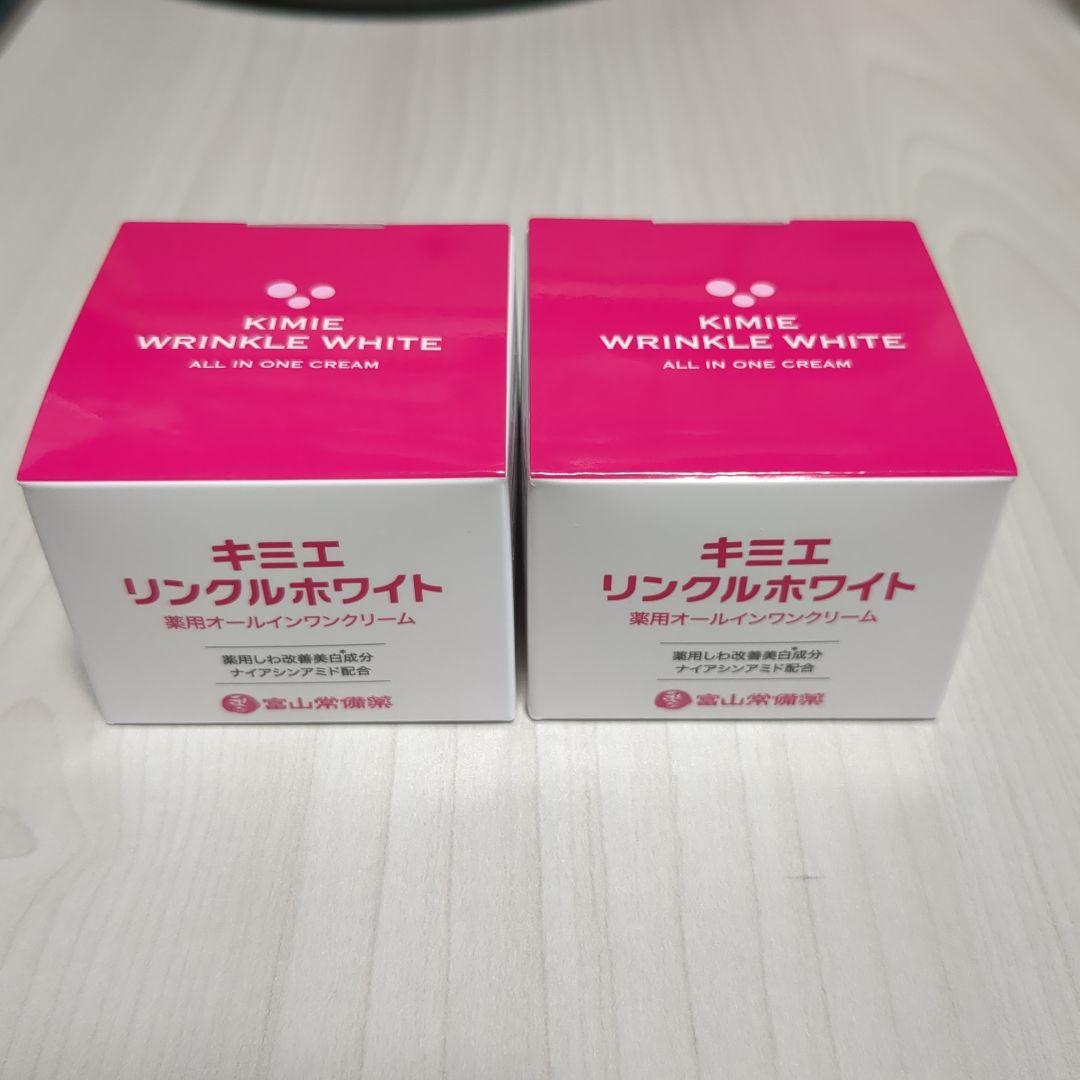 KIMIE
WRINKLE WHITE
ALL IN ONE CREAM
キミエ
リンクルホワイト
薬用オールインワンクリーム
薬用しわ改善美白*成分
ナイアシンアミド配合
富山常備薬
KIMIE
WRINKLE WHITE
ALL IN ONE CREAM
キミエ
リンクルホワイト
薬用オールインワンクリーム
薬用しわ改善美白*成分
ナイアシンアミド配合
富山常備薬